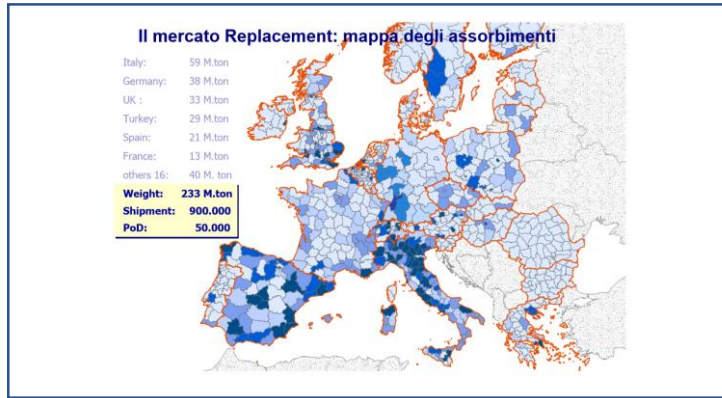 Il mercato Replacement: mappa degli assorbimenti
Italy: 59 M.ton
Germany: 38 M.ton
UK : 33 M.ton
Turkey: 29 M.ton
Spain: 21 M.ton
France: 13 M.ton
others 16: 40 M. ton
Weight: 233 M.ton
Shipment: 900.000
PoD: 50.000